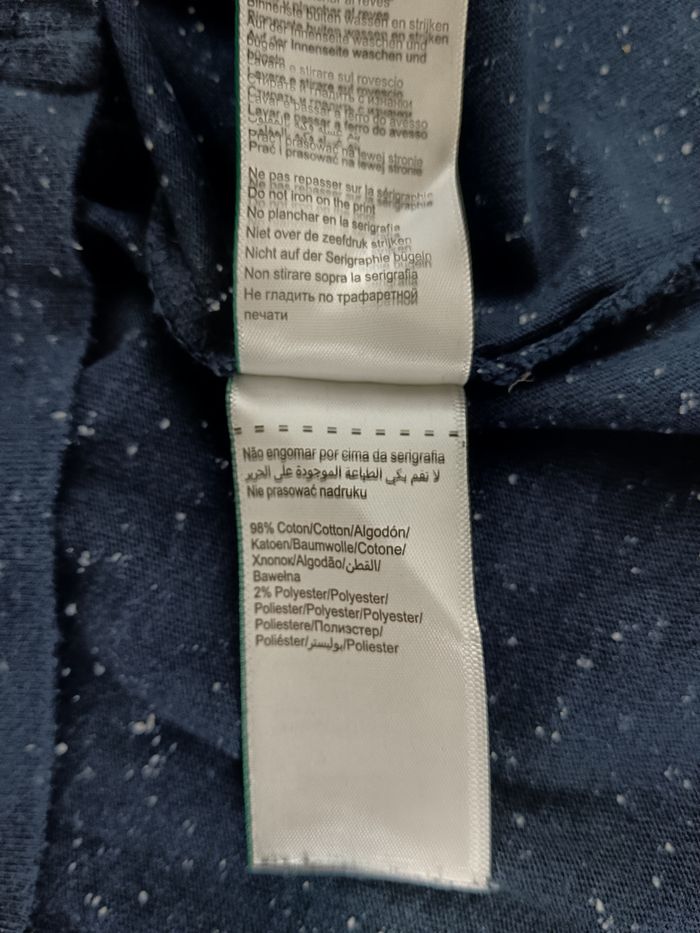 Binnenste buiten wassen en strijken
Auf der Innenseite waschen und
bügeln
Lavare e stirare sul rovescio
Стирать и гладить с изнанки
Lavar e passar a ferro do avesso
Prać i prasować na lewej stronie
Ne pas repasser sur la sérigraphie
Do not iron on the print
No planchar en la serigrafia
Niet over de zeefdruk strijken
Nicht auf der Serigraphie bügeln
Non stirare sopra la serigrafia
Не гладить по трафаретной
печати
Não engomar por cima da serigrafia
لا تقم بكي الطباعة الموجودة على الحرير
Nie prasować nadruku
98% Coton/Cotton/Algodón/
Katoen/Baumwolle/Cotone/
Хлопок/Algodão/القطن/
Bawełna
2% Polyester/Polyester/
Poliester/Polyester/Polyester/
Poliestere/Полиэстер/
Poliéster/بوليستر/Poliester